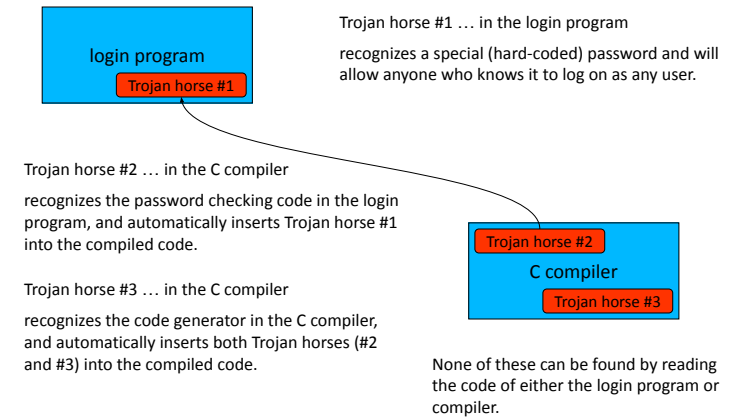 login program
Trojan horse #1
Trojan horse #1 … in the login program
recognizes a special (hard-coded) password and will
allow anyone who knows it to log on as any user.
Trojan horse #2 … in the C compiler
recognizes the password checking code in the login
program, and automatically inserts Trojan horse #1
into the compiled code.
Trojan horse #2
C compiler
Trojan horse #3
Trojan horse #3 … in the C compiler
recognizes the code generator in the C compiler,
and automatically inserts both Trojan horses (#2
and #3) into the compiled code.
None of these can be found by reading
the code of either the login program or
compiler.